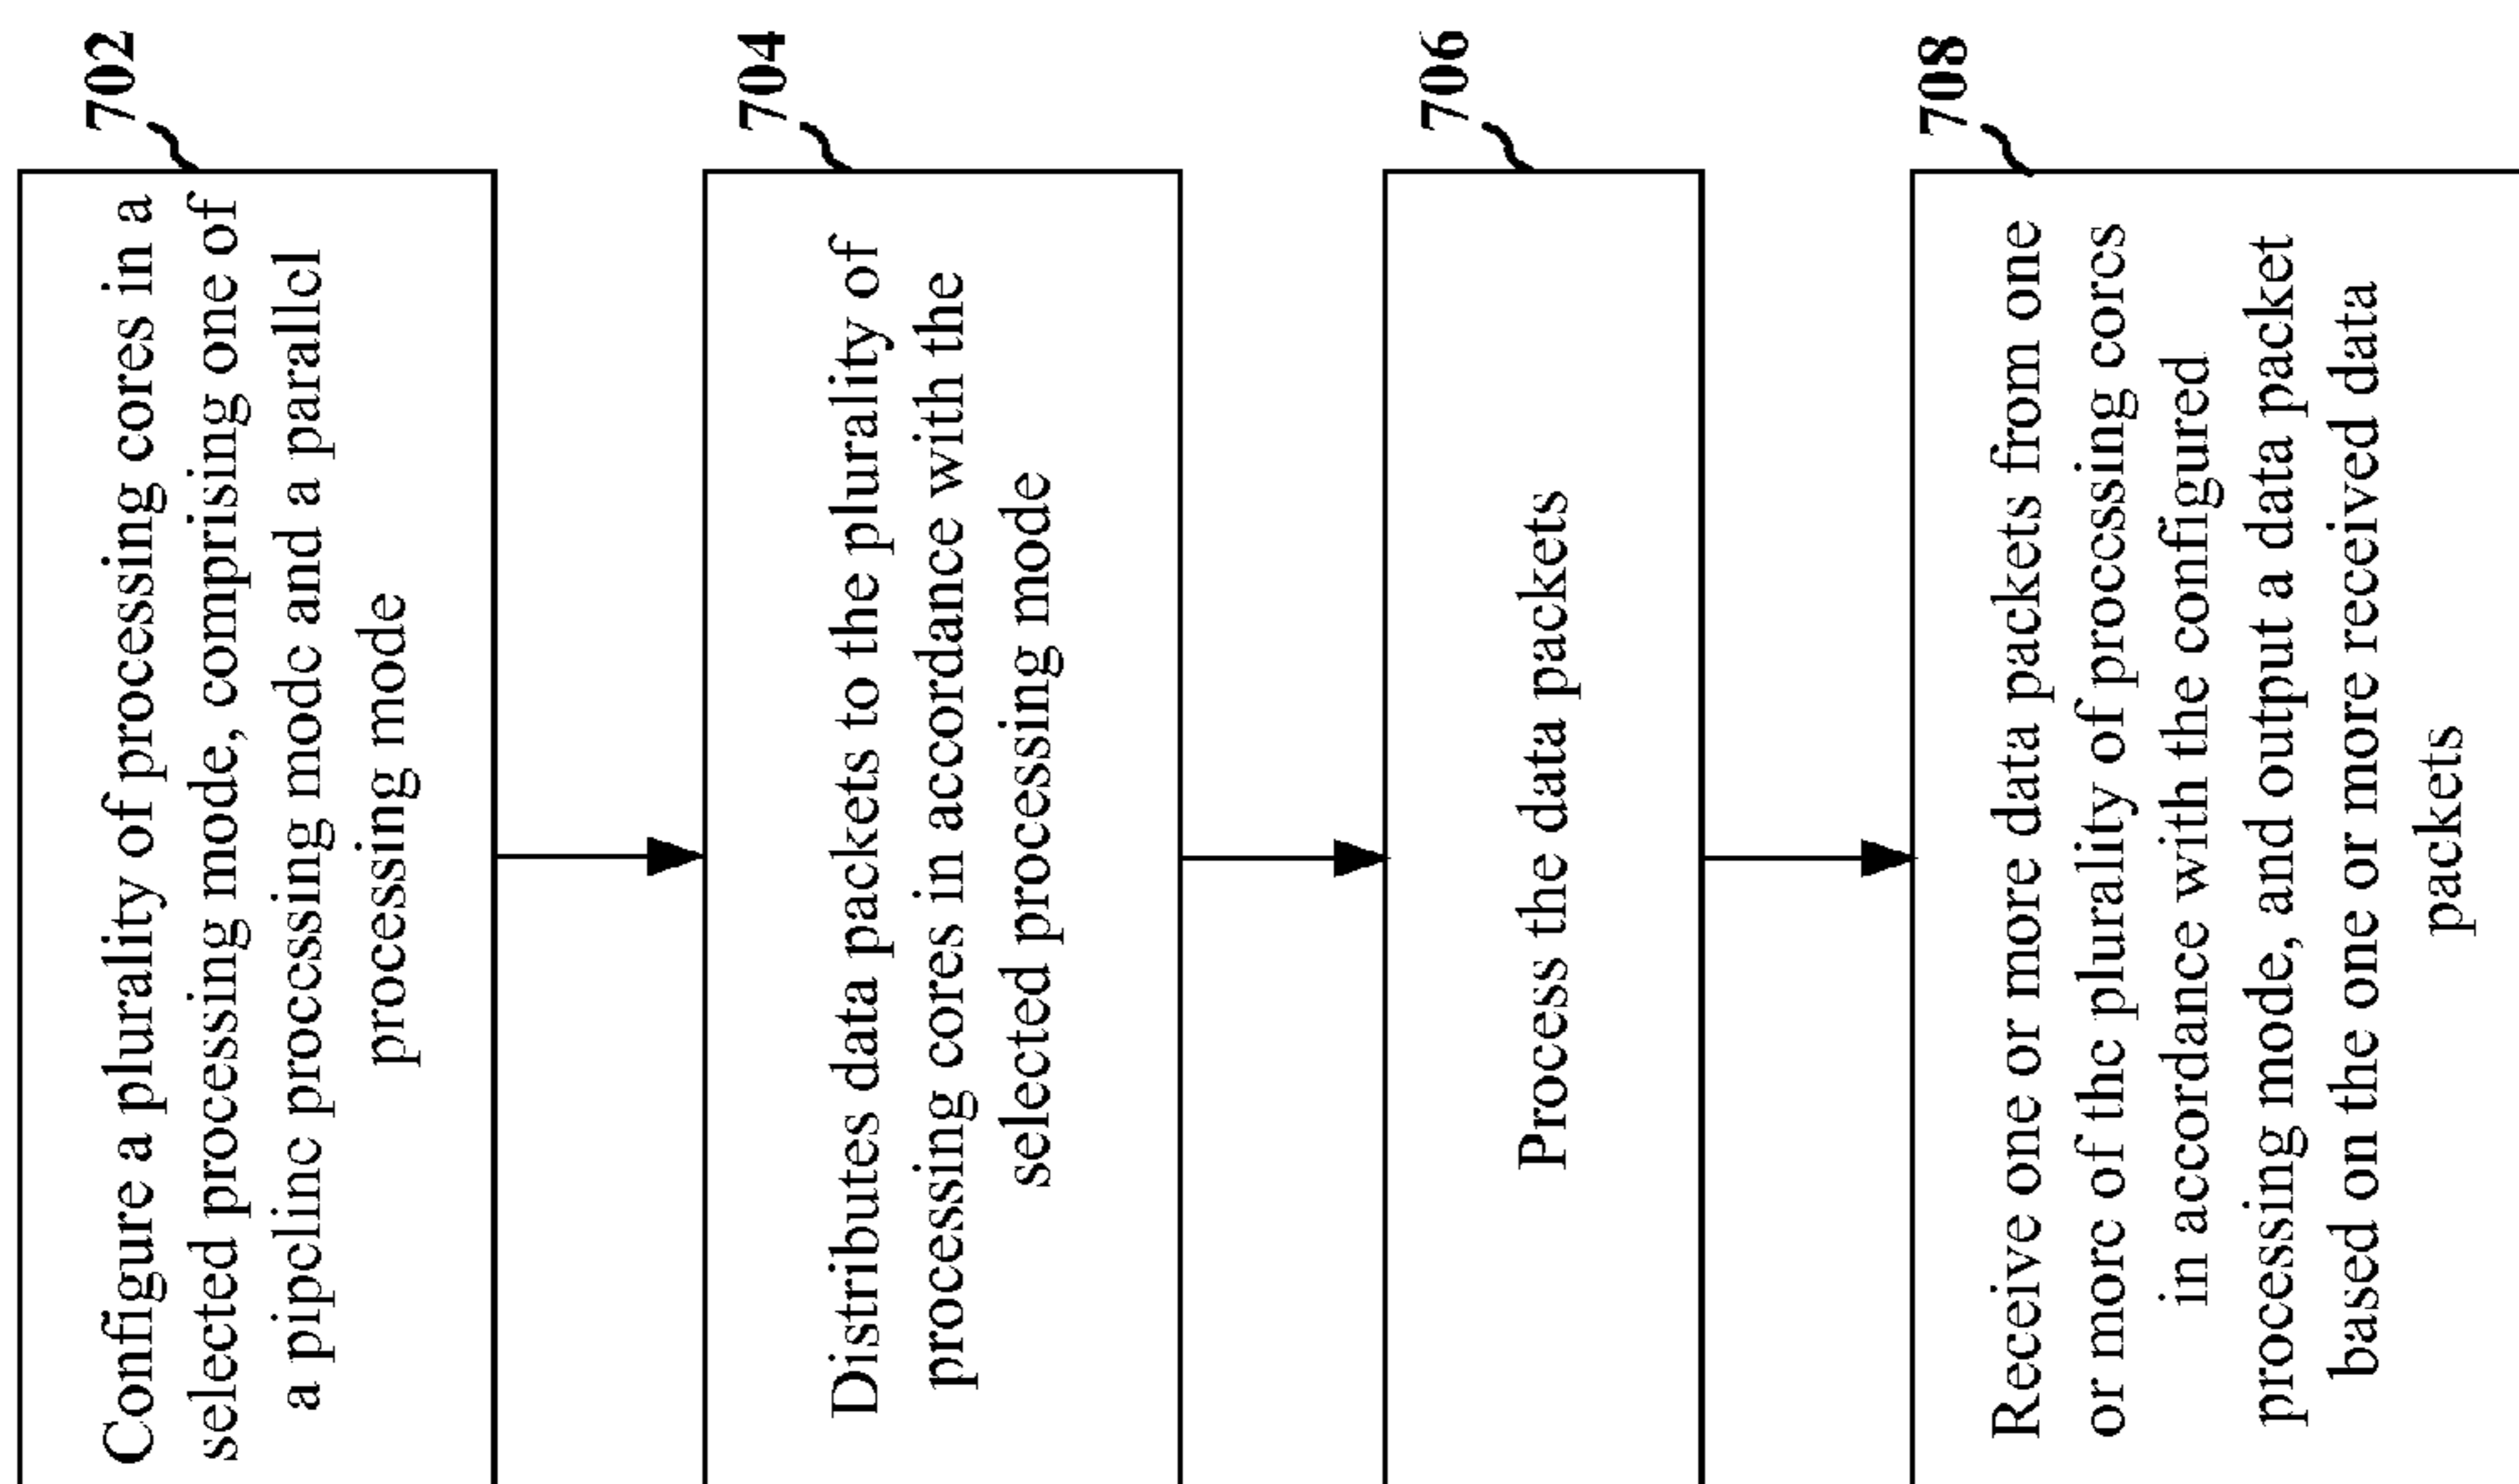 702
Configure a plurality of processing cores in a
selected processing mode, comprising one of
a pipeline processing mode and a parallel
processing mode
704
Distributes data packets to the plurality of
processing cores in accordance with the
selected processing mode
706
Process the data packets
708
Receive one or more data packets from one
or more of the plurality of processing cores
in accordance with the configured
processing mode, and output a data packet
based on the one or more received data
packets